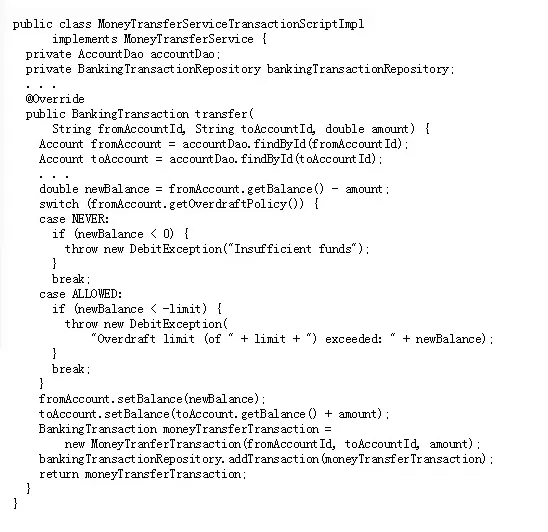 public class MoneyTransferServiceTransactionScriptImpl
implements MoneyTransferService {
private AccountDao accountDao;
private BankingTransactionRepository bankingTransactionRepository;
. . .
@Override
public BankingTransaction transfer(
String fromAccountId, String toAccountId, double amount) {
Account fromAccount = accountDao.findById(fromAccountId);
Account toAccount = accountDao.findById(toAccountId);
. . .
double newBalance = fromAccount.getBalance() - amount;
switch (fromAccount.getOverdraftPolicy()) {
case NEVER:
if (newBalance < 0) {
throw new DebitException("Insufficient funds");
}
break;
case ALLOWED:
if (newBalance < -limit) {
throw new DebitException(
"Overdraft limit (of " + limit + ") exceeded: " + newBalance);
}
break;
}
fromAccount.setBalance(newBalance);
toAccount.setBalance(toAccount.getBalance() + amount);
BankingTransaction moneyTransferTransaction =
new MoneyTranferTransaction(fromAccountId, toAccountId, amount);
bankingTransactionRepository.addTransaction(moneyTransferTransaction);
return moneyTransferTransaction;
}
}